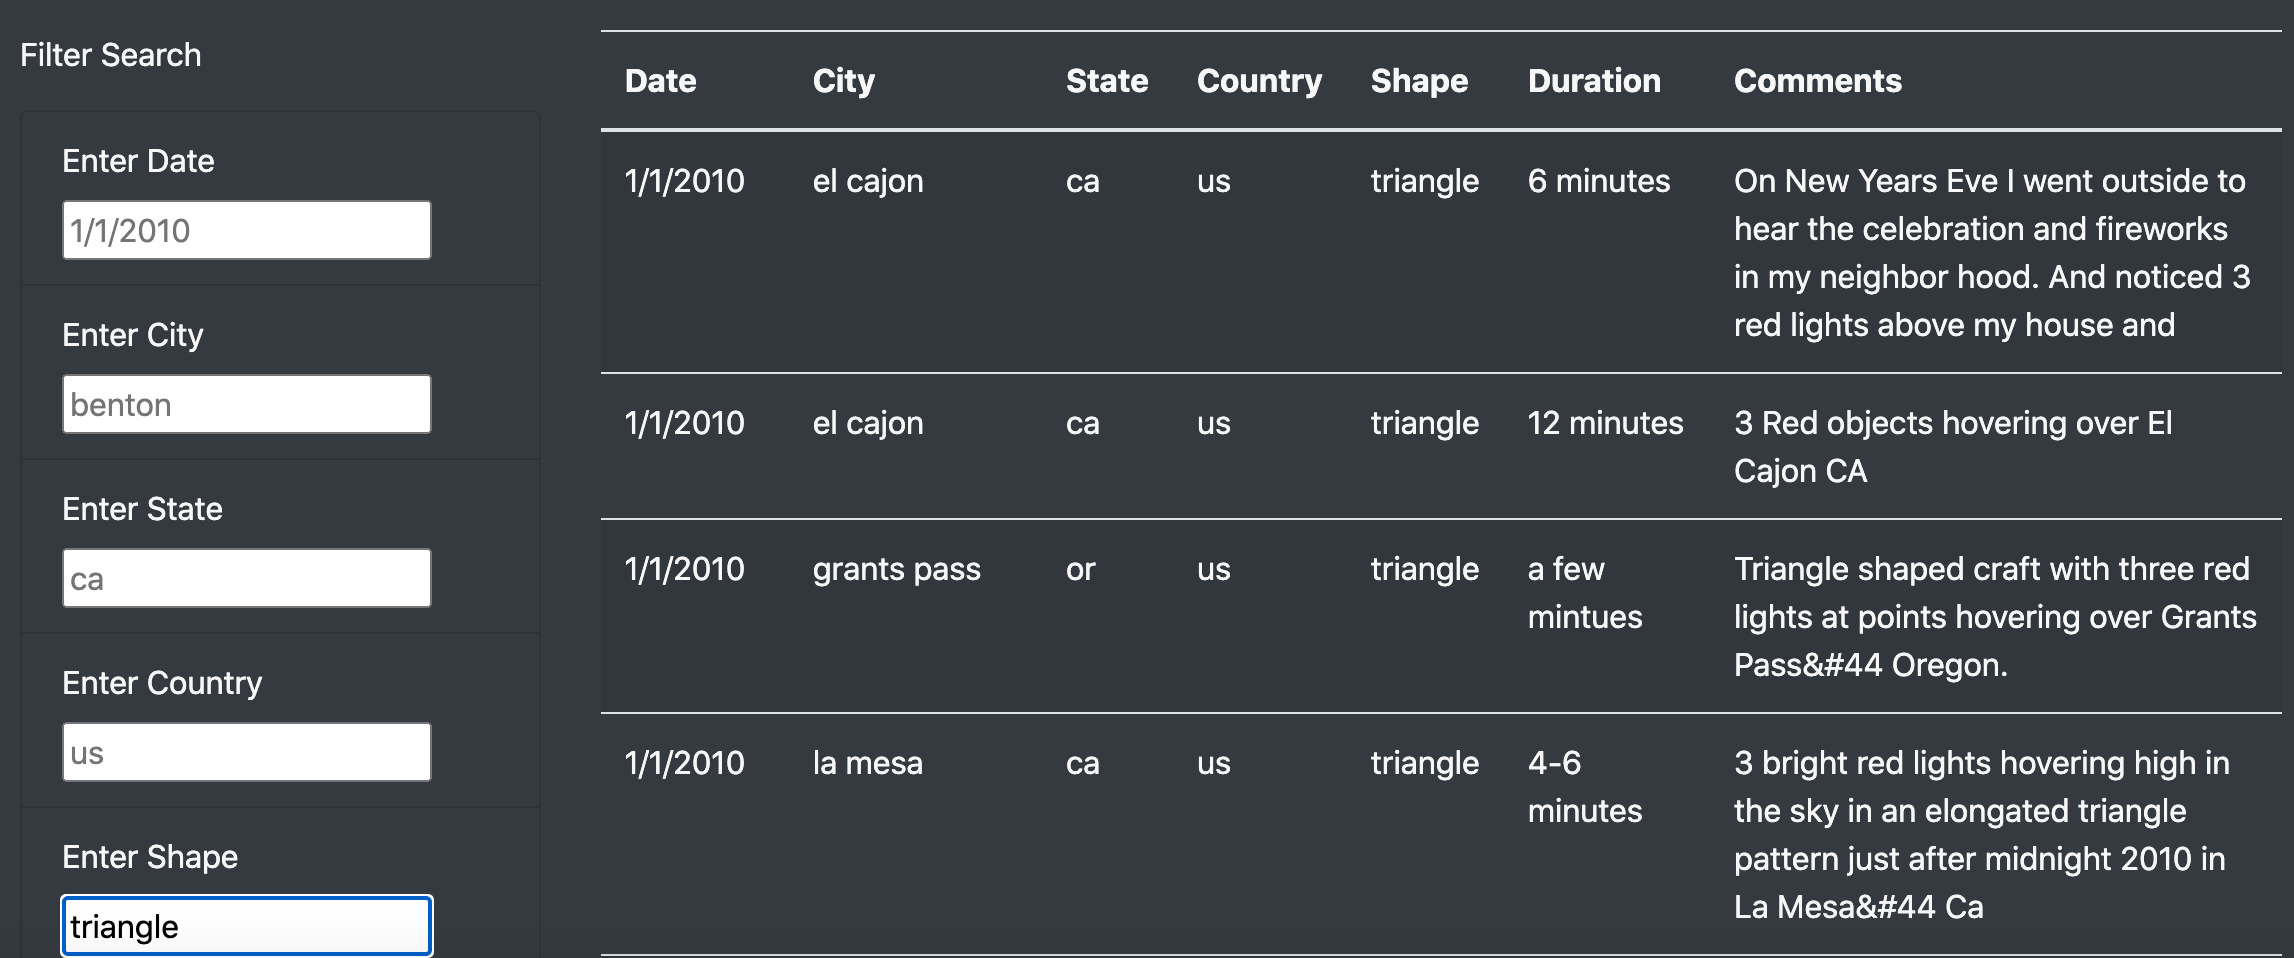 Filter Search
Enter Date
1/1/2010
Enter City
benton
Enter State
ca
Enter Country
us
Enter Shape
triangle
Date City State Country Shape Duration Comments
1/1/2010 el cajon ca us triangle 6 minutes On New Years Eve I went outside to
hear the celebration and fireworks
in my neighbor hood. And noticed 3
red lights above my house and
1/1/2010 el cajon ca us triangle 12 minutes 3 Red objects hovering over El
Cajon CA
1/1/2010 grants pass or us triangle a few Triangle shaped craft with three red
mintues lights at points hovering over Grants
Pass&#44 Oregon.
1/1/2010 la mesa ca us triangle 4-6 3 bright red lights hovering high in
minutes the sky in an elongated triangle
pattern just after midnight 2010 in
La Mesa&#44 Ca